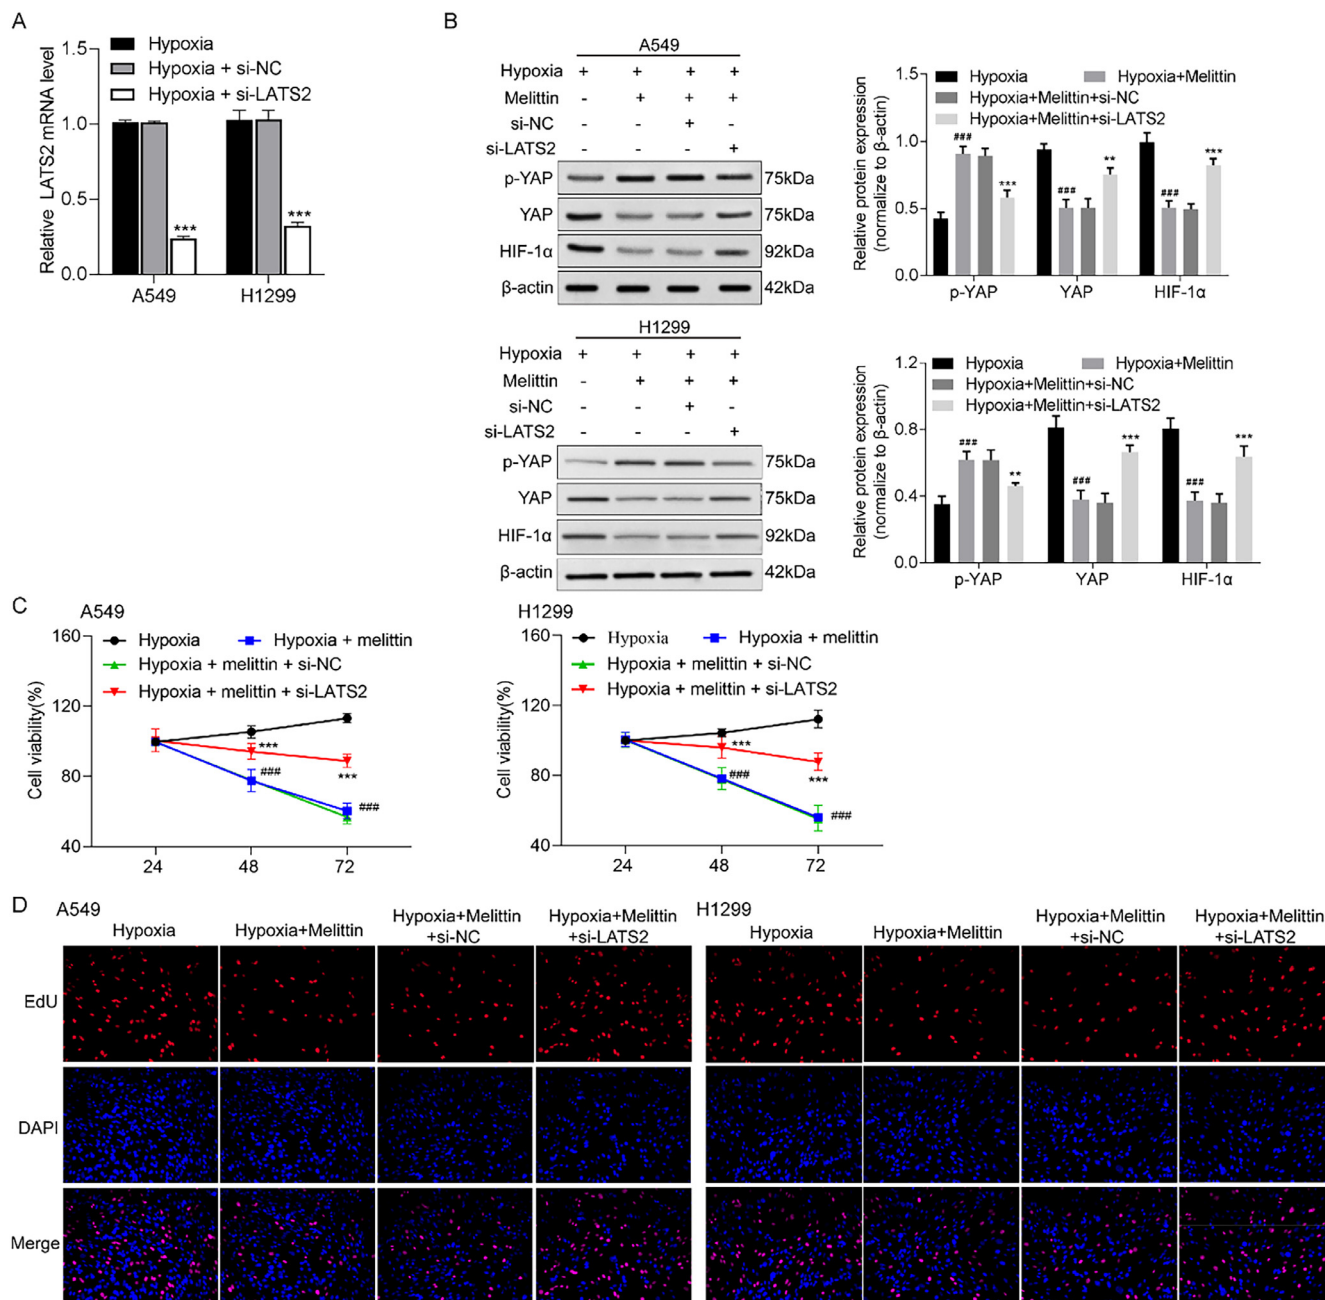 A
Relative LATS2 mRNA level
1.5
1.0
0.5
0.0
Hypoxia
Hypoxia + si-NC
Hypoxia + si-LATS2
***
***
A549
H1299
B
A549
Hypoxia + + + +
Melittin - + + +
si-NC - - + -
si-LATS2 - - - +
p-YAP 75kDa
YAP 75kDa
HIF-1α 92kDa
β-actin 42kDa
Relative protein expression
(normalize to β-actin)
1.5
1.0
0.5
0.0
Hypoxia Hypoxia+Melittin
Hypoxia+Melittin+si-NC
Hypoxia+Melittin+si-LATS2
### *** ### ** ### ***
p-YAP YAP HIF-1α
H1299
Hypoxia + + + +
Melittin - + + +
si-NC - - + -
si-LATS2 - - - +
p-YAP 75kDa
YAP 75kDa
HIF-1α 92kDa
β-actin 42kDa
Relative protein expression
(normalize to β-actin)
1.2
0.8
0.4
0.0
Hypoxia Hypoxia+Melittin
Hypoxia+Melittin+si-NC
Hypoxia+Melittin+si-LATS2
### ** ### *** ### ***
p-YAP YAP HIF-1α
C
A549
Cell viability(%)
160
120
80
40
Hypoxia Hypoxia + melittin
Hypoxia + melittin + si-NC
Hypoxia + melittin + si-LATS2
***
###
***
###
24 48 72
H1299
Cell viability(%)
160
120
80
40
Hypoxia Hypoxia + melittin
Hypoxia + melittin + si-NC
Hypoxia + melittin + si-LATS2
***
###
***
###
24 48 72
D
A549
Hypoxia
Hypoxia+Melittin
Hypoxia+Melittin
+si-NC
Hypoxia+Melittin
+si-LATS2
H1299
Hypoxia
Hypoxia+Melittin
Hypoxia+Melittin
+si-NC
Hypoxia+Melittin
+si-LATS2
EdU
DAPI
Merge